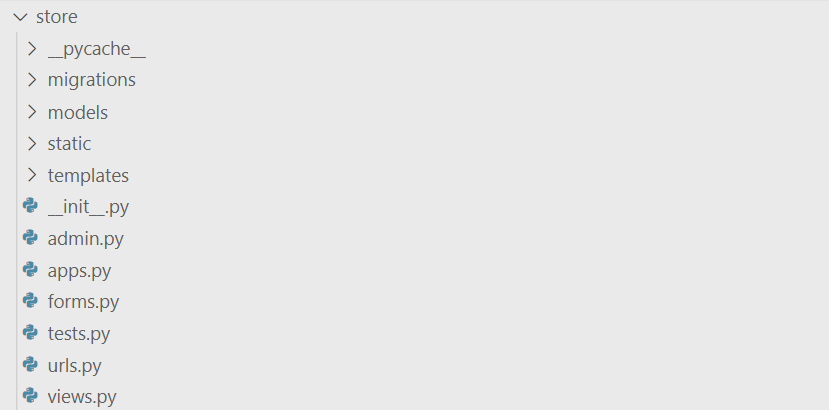 store
__pycache__
migrations
models
static
templates
__init__.py
admin.py
apps.py
forms.py
tests.py
urls.py
views.py